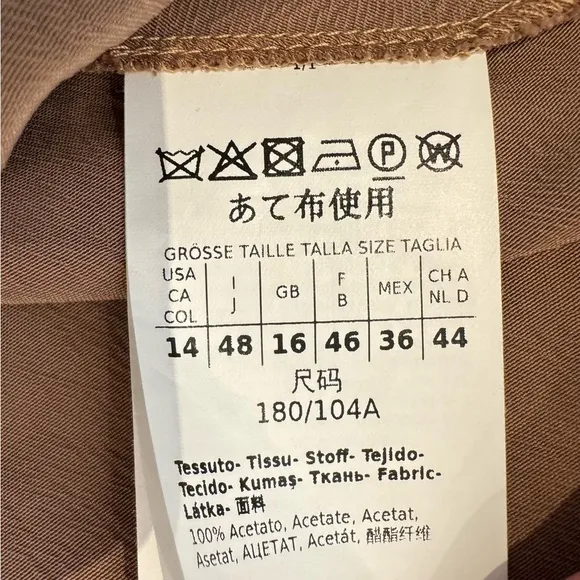 1/1
P W
あて布使用
GRÖSSE TAILLE TALLA SIZE TAGLIA
USA CA COL I J GB F B MEX CH A NL D
14 48 16 46 36 44
尺码
180/104A
Tessuto- Tissu- Stoff- Tejido-
Tecido- Kumaş- Ткань- Fabric-
Látka- 面料
100% Acetato, Acetate, Acetat,
Asetat, АЦЕТАТ, Acetát, 醋酯纤维